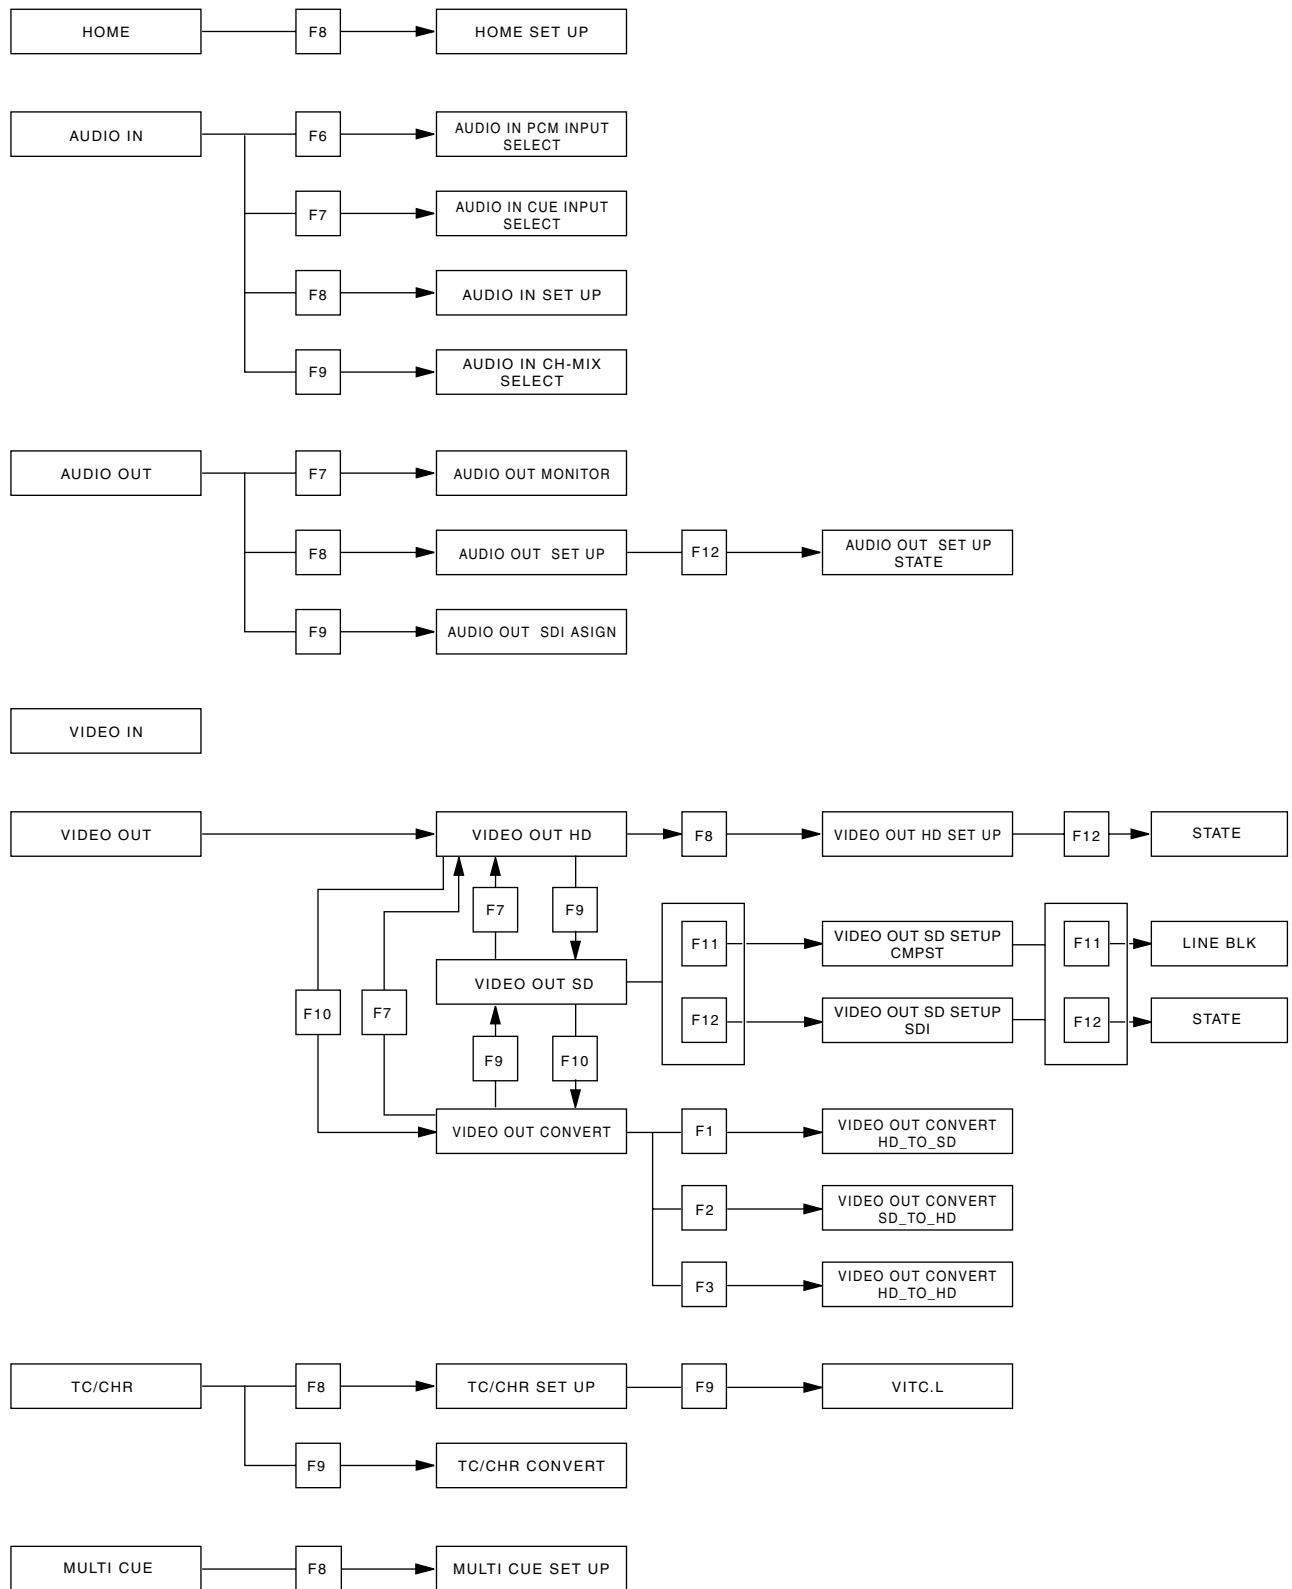 HOME
F8
HOME SET UP
AUDIO IN
F6
AUDIO IN PCM INPUT
SELECT
F7
AUDIO IN CUE INPUT
SELECT
F8
AUDIO IN SET UP
F9
AUDIO IN CH-MIX
SELECT
AUDIO OUT
F7
AUDIO OUT MONITOR
F8
AUDIO OUT SET UP
F12
AUDIO OUT SET UP
STATE
F9
AUDIO OUT SDI ASIGN
VIDEO IN
VIDEO OUT
VIDEO OUT HD
F8
VIDEO OUT HD SET UP
F12
STATE
F7
F9
F11
VIDEO OUT SD SETUP
CMPST
F11
LINE BLK
VIDEO OUT SD
F10
F7
F12
VIDEO OUT SD SETUP
SDI
F12
STATE
F9
F10
VIDEO OUT CONVERT
F1
VIDEO OUT CONVERT
HD_TO_SD
F2
VIDEO OUT CONVERT
SD_TO_HD
F3
VIDEO OUT CONVERT
HD_TO_HD
TC/CHR
F8
TC/CHR SET UP
F9
VITC.L
F9
TC/CHR CONVERT
MULTI CUE
F8
MULTI CUE SET UP